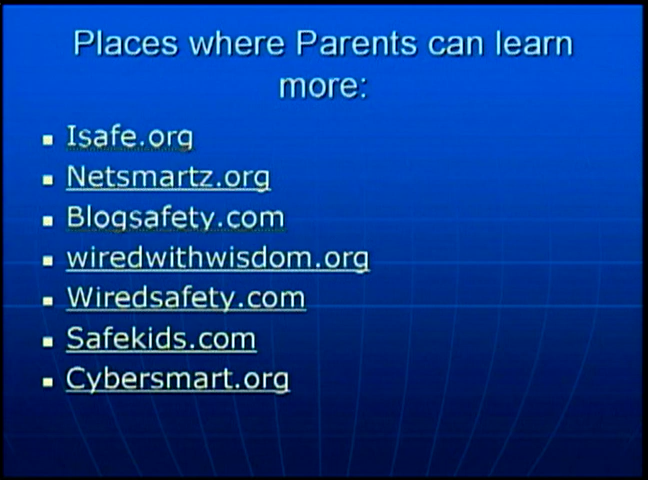 Places where Parents can learn
more:
Isafe.org
Netsmartz.org
Blogsafety.com
wiredwithwisdom.org
Wiredsafety.com
Safekids.com
Cybersmart.org